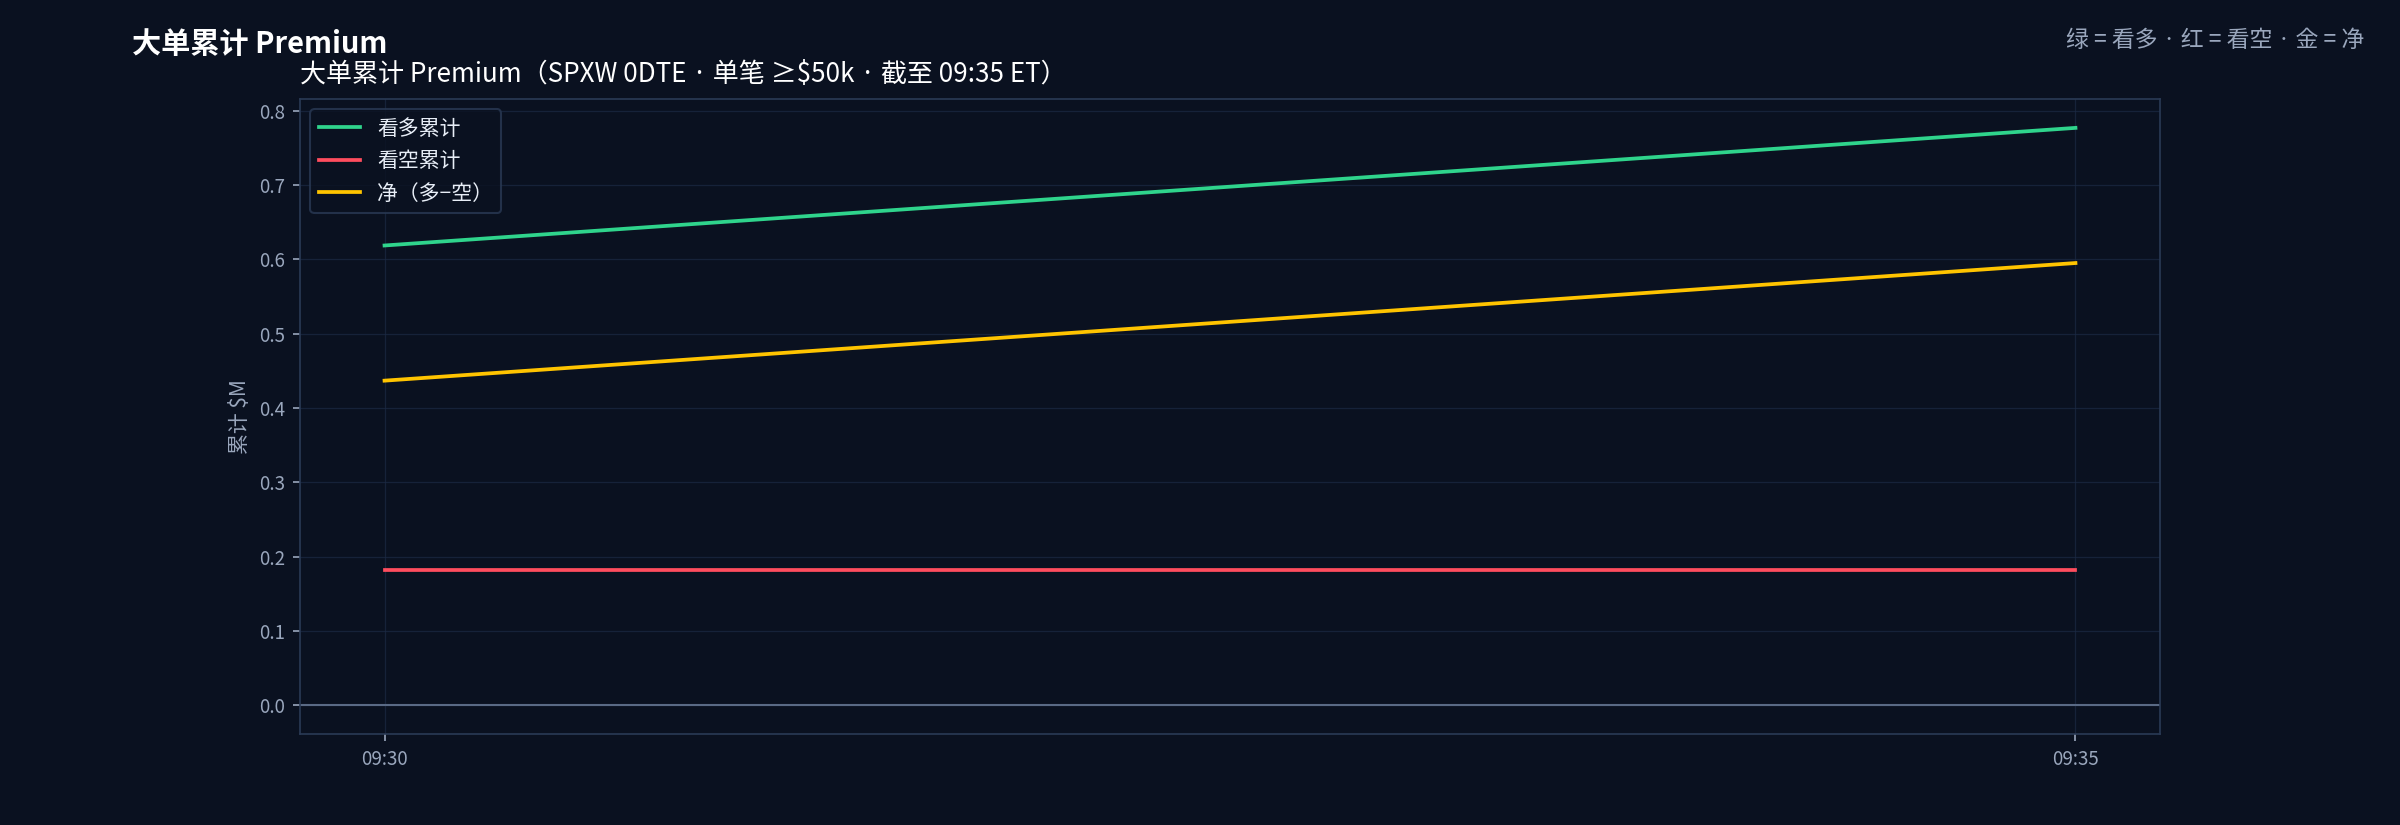 大单累计 Premium
绿 = 看多 · 红 = 看空 · 金 = 净
大单累计 Premium（SPXW 0DTE · 单笔 ≥$50k · 截至 09:35 ET）
看多累计
看空累计
净（多−空）
累计 $M
0.8
0.7
0.6
0.5
0.4
0.3
0.2
0.1
0.0
09:30
09:35